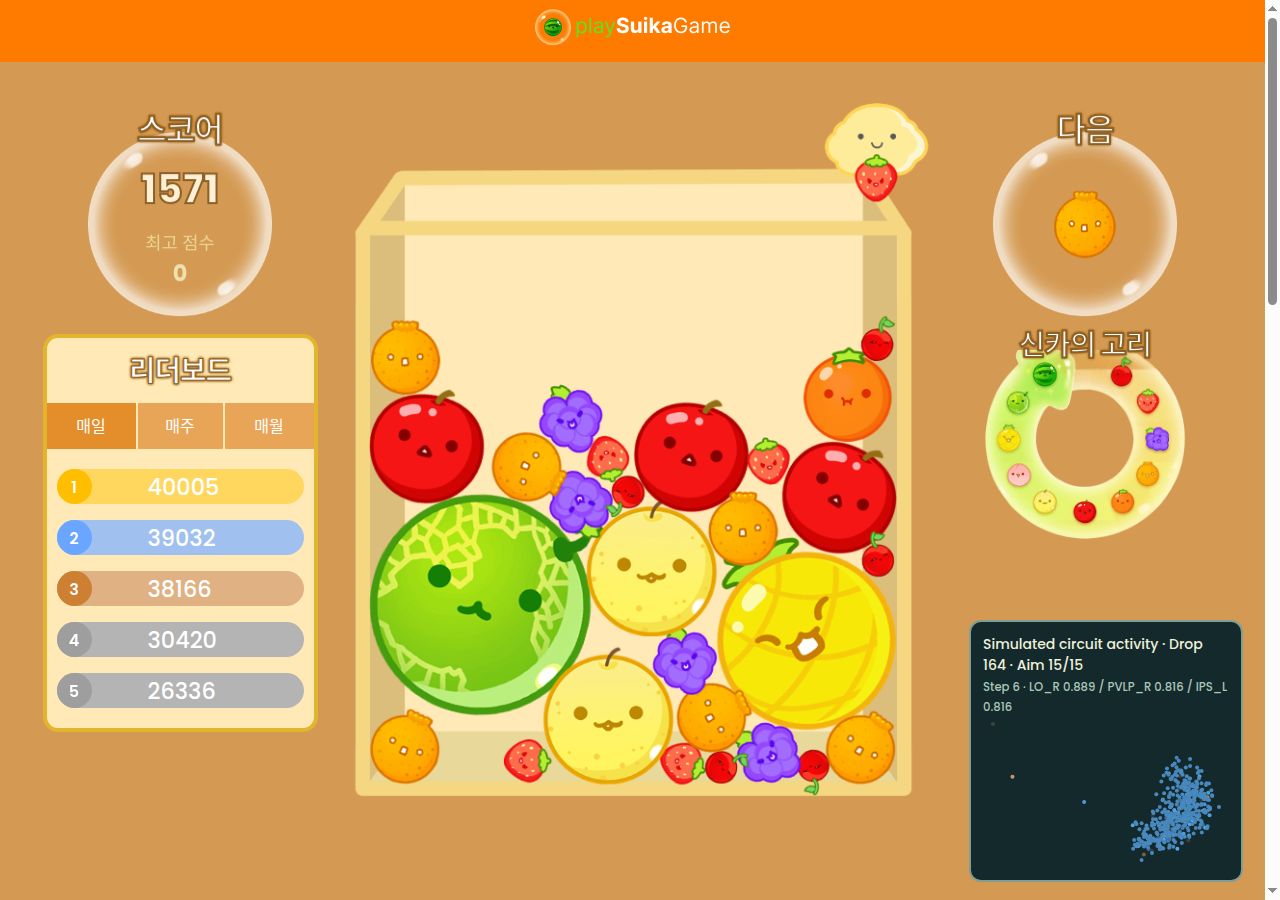 playSuikaGame
스코어
1571
최고 점수
0
다음
리더보드
매일 매주 매월
1 40005
2 39032
3 38166
4 30420
5 26336
신카의 고리
Simulated circuit activity · Drop
164 · Aim 15/15
Step 6 · LO_R 0.889 / PVLP_R 0.816 / IPS_L
0.816